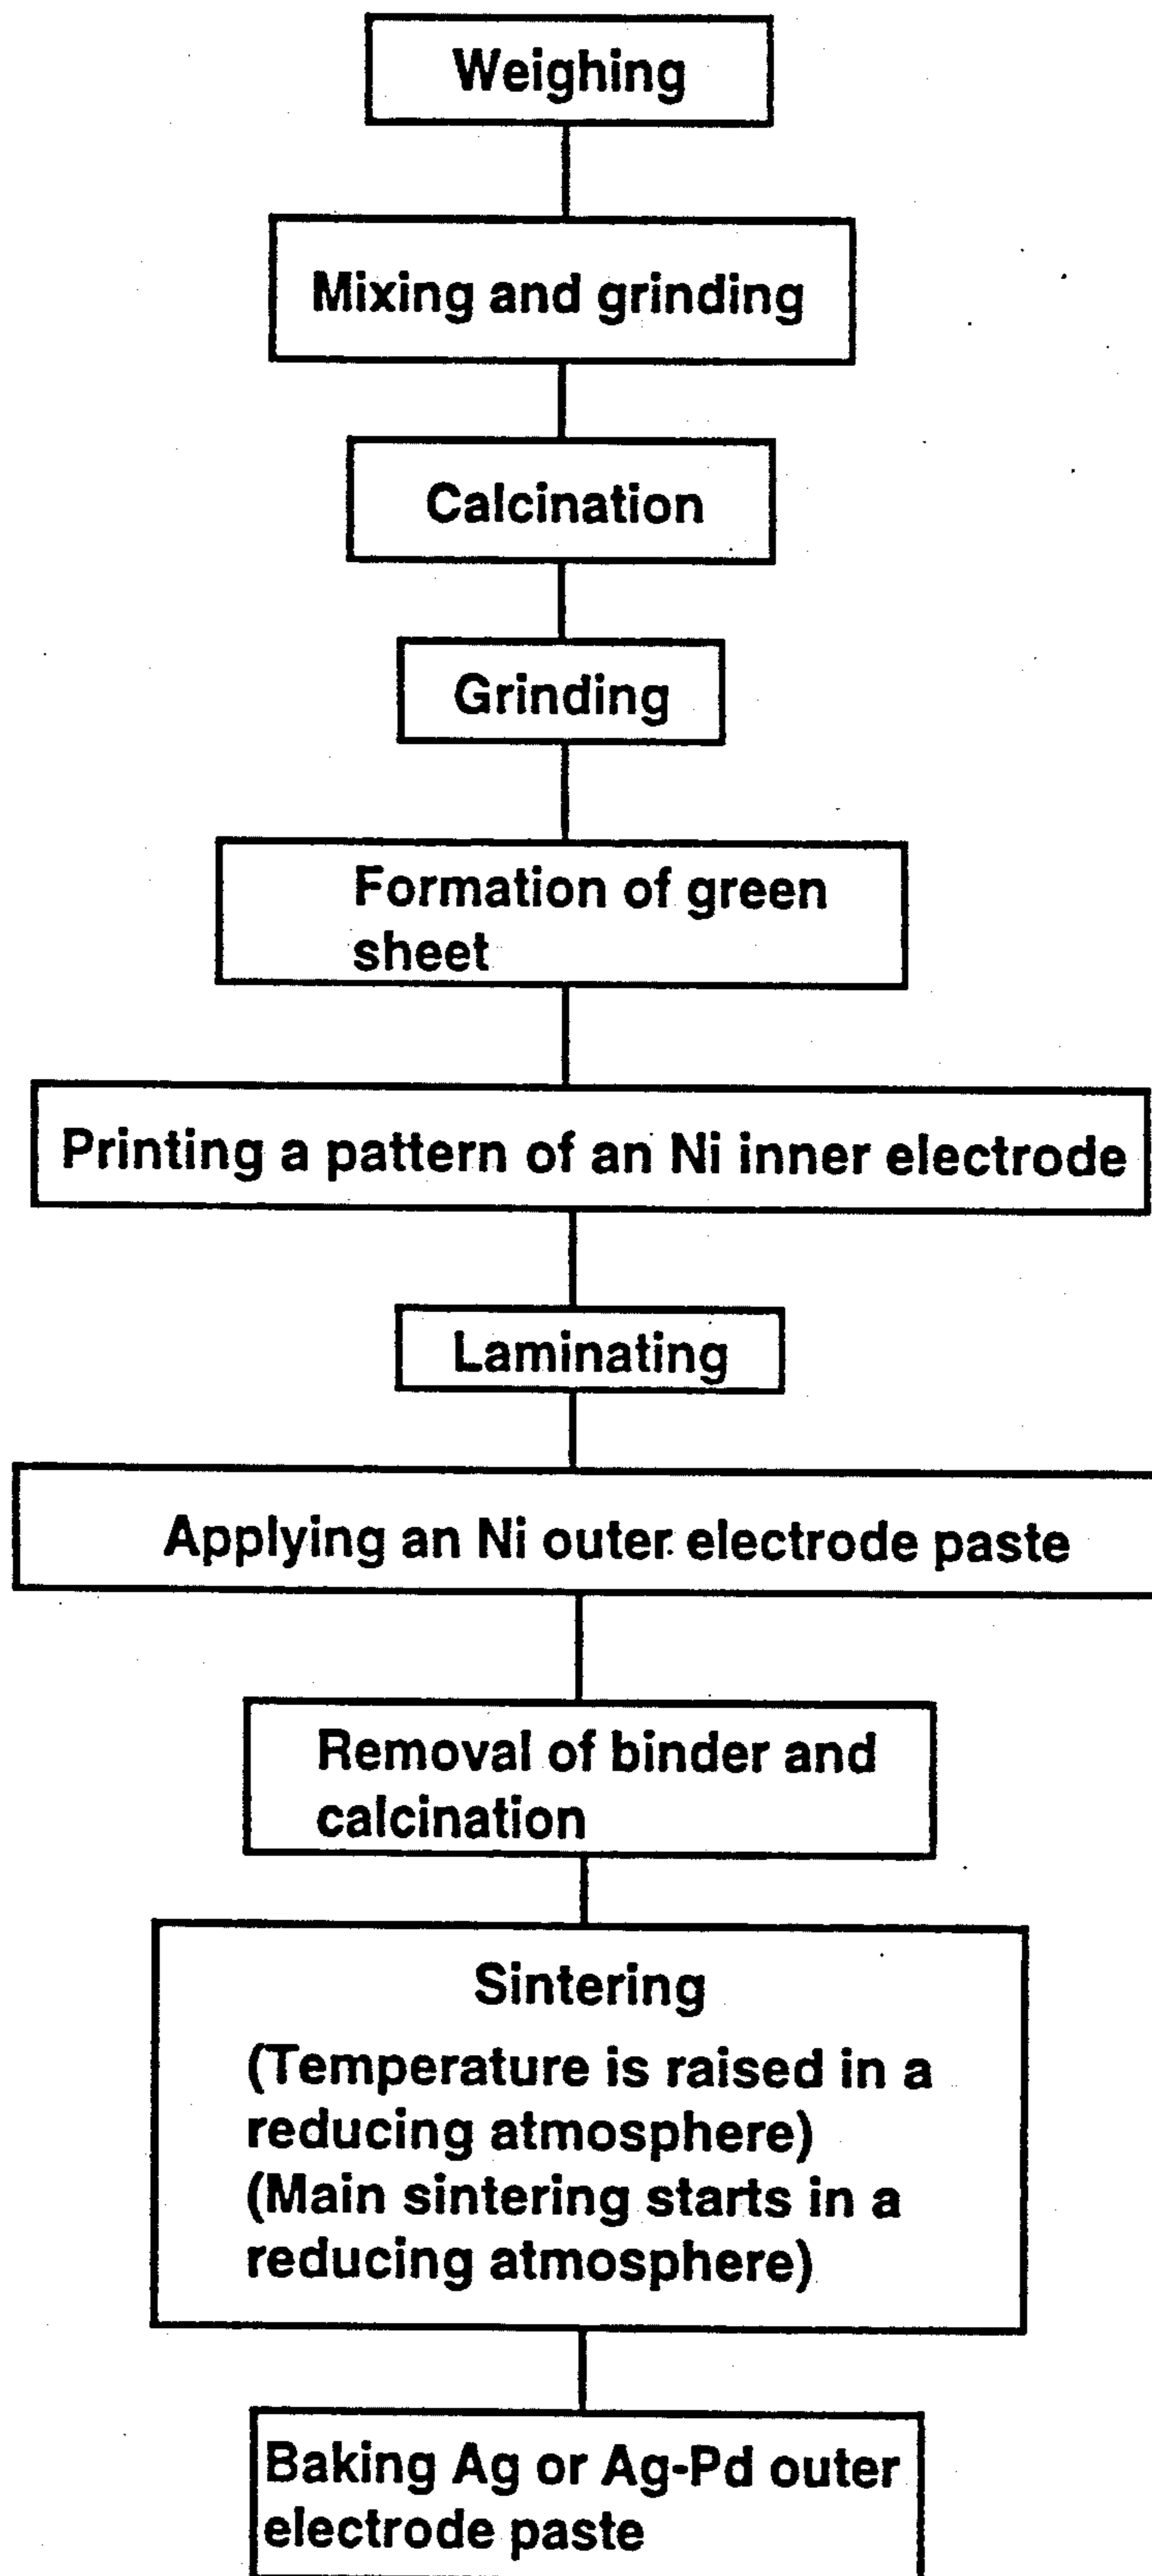 Weighing
Mixing and grinding
Calcination
Grinding
Formation of green
sheet
Printing a pattern of an Ni inner electrode
Laminating
Applying an Ni outer electrode paste
Removal of binder and
calcination
Sintering
(Temperature is raised in a
reducing atmosphere)
(Main sintering starts in a
reducing atmosphere)
Baking Ag or Ag-Pd outer
electrode paste